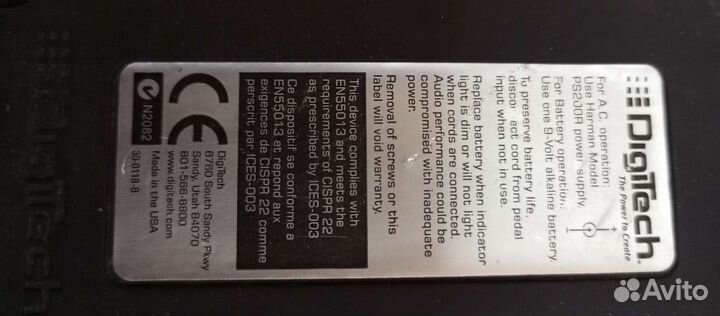 DigiTech®
The Power to Create
For A.C. operation:
Use Harman Model
PS200R power supply.
- +
For Battery operation:
Use one 9-Volt alkaline battery.
To preserve battery life,
disco ect cord from pedal
input when not in use.
Replace battery when indicator
light is dim or will not light
when cords are connected.
Audio performance could be
compromised with inadequate
power.
Removal of screws or this
label will void warranty.
This device complies with
EN55013 and meets the
requirements of CISPR 22
as prescribed by ICES-003
Ce dispositif se conforme a
EN55013 et repond aux
exigences de CISPR 22 comme
perscrit par ICES-003
CE
DigiTech
8760 South Sandy Pkwy
Sandy, Utah 84070
801-566-8800
www.digitech.com
N2082
30-0118-B
Made in
the USA
DigiTech
Avito